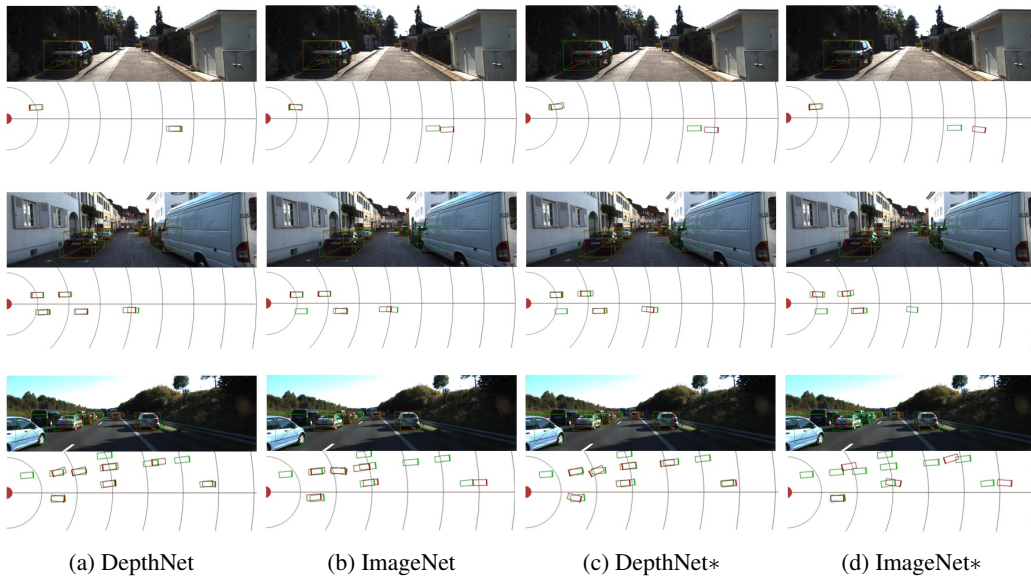 (a) DepthNet
(b) ImageNet
(c) DepthNet∗
(d) ImageNet∗